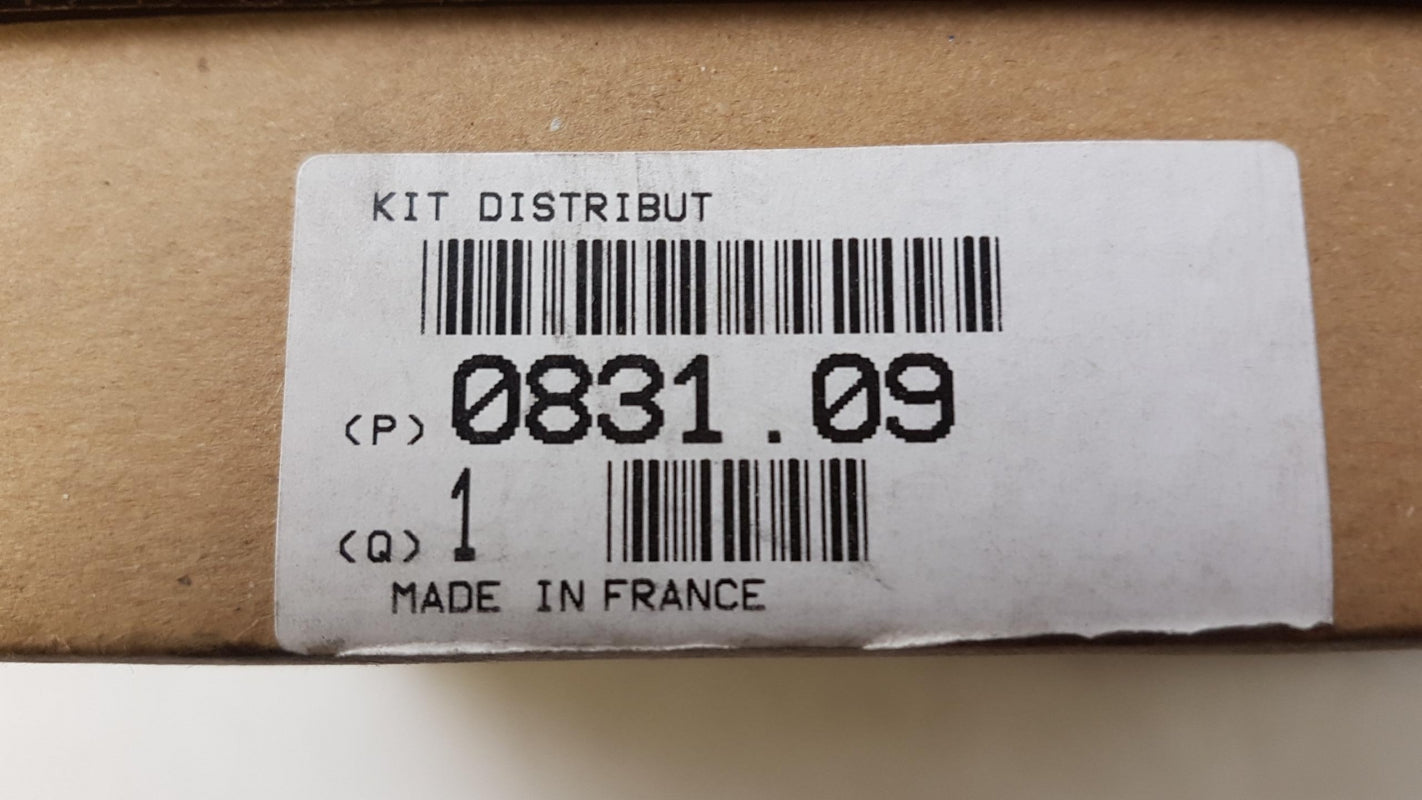 KIT DISTRIBUT
(P) 0831.09
(Q) 1
MADE IN FRANCE